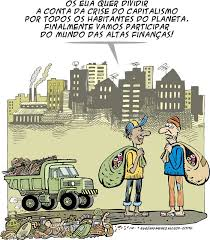 OS EUA QUER DIVIDIR
A CONTA DA CRISE DO CAPITALISMO
POR TODOS OS HABITANTES DO PLANETA.
FINALMENTE VAMOS PARTICIPAR
DO MUNDO DAS ALTAS FINANÇAS!